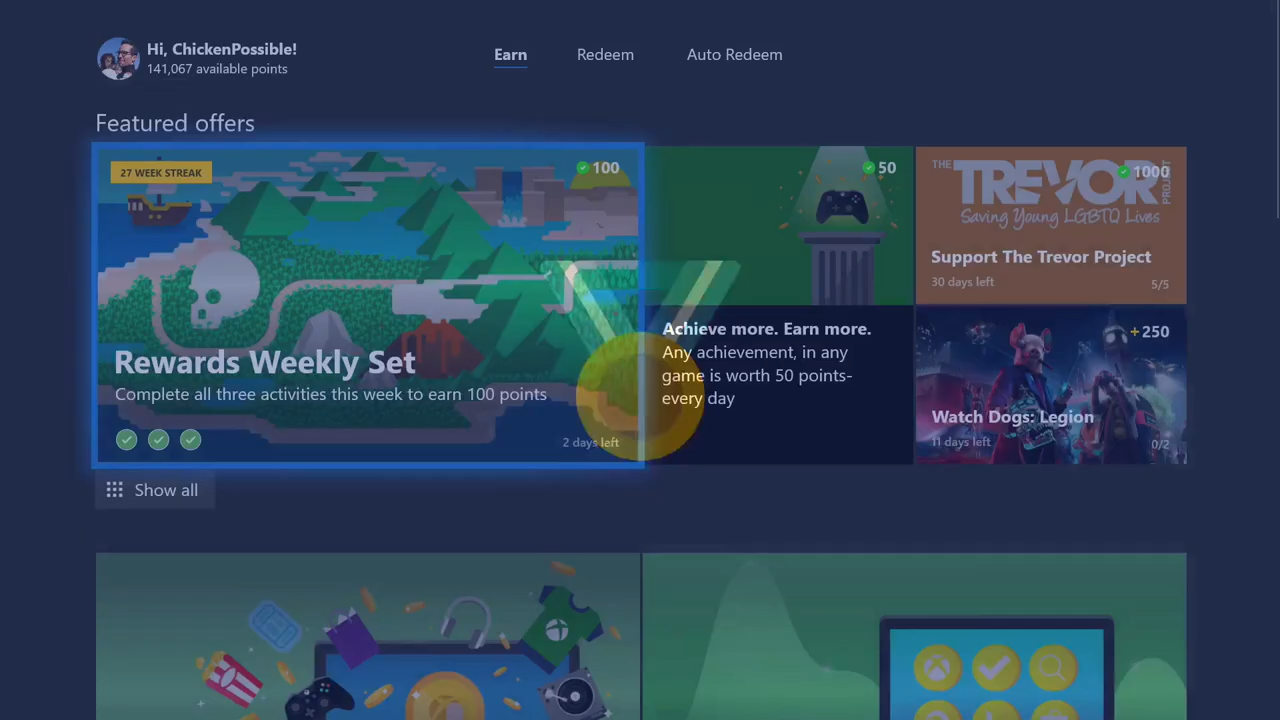 Hi, ChickenPossible!
141,067 available points
Earn
Redeem
Auto Redeem
Featured offers
27 WEEK STREAK
100
Rewards Weekly Set
Complete all three activities this week to earn 100 points
2 days left
50
Achieve more. Earn more.
Any achievement, in any
game is worth 50 points-
every day
THE
TREVOR
PROJECT
1000
Saving Young LGBTQ Lives
Support The Trevor Project
30 days left
5/5
+250
Watch Dogs: Legion
11 days left
0/2
Show all